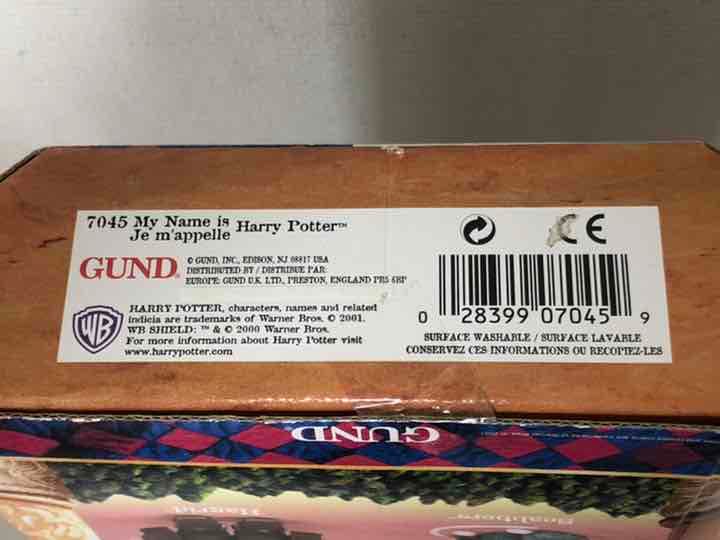 7045 My Name is Harry Potter™
Je m'appelle
GUND®
© GUND, INC., EDISON, NJ 08817 USA
DISTRIBUTED BY / DISTRIBUE PAR:
EUROPE: GUND U.K. LTD., PRESTON, ENGLAND PR5 6BP
WB
HARRY POTTER, characters, names and related
indicia are trademarks of Warner Bros. © 2001.
WB SHIELD: ™ & © 2000 Warner Bros.
For more information about Harry Potter visit
www.harrypotter.com
CE
0 28399 07045 9
SURFACE WASHABLE / SURFACE LAVABLE
CONSERVEZ CES INFORMATIONS OU RECOPIEZ-LES
GUND
Hagrid
Scabbers